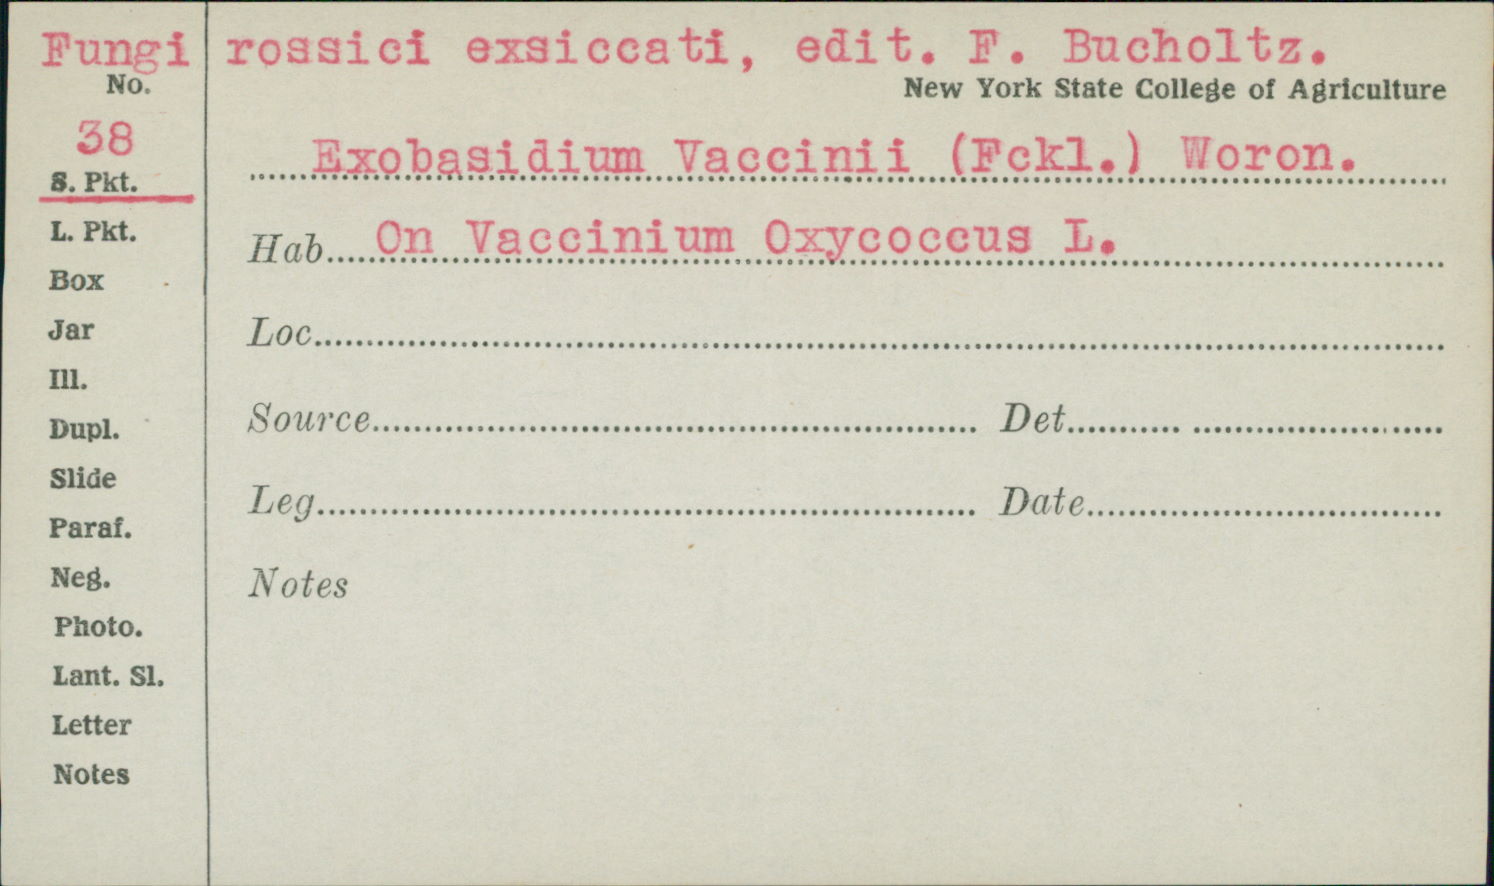 Fungi rossici exsiccati, edit. F. Bucholtz.
No.
New York State College of Agriculture
38
Exobasidium Vaccinii (Fckl.) Woron.
S. Pkt.
L. Pkt.
Hab. On Vaccinium Oxycoccus L.
Box
Jar
Loc.
Ill.
Dupl.
Source Det.
Slide
Leg. Date
Paraf.
Neg.
Notes
Photo.
Lant. Sl.
Letter
Notes